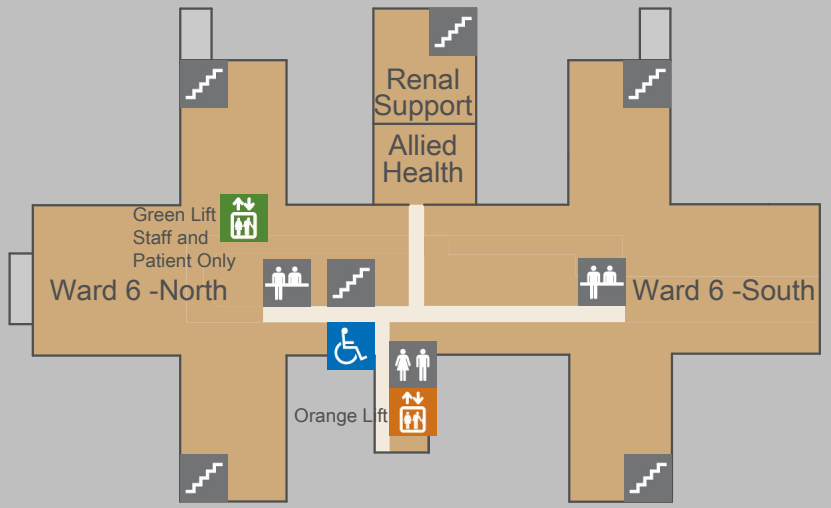 Renal
Support
Allied
Health
Green Lift
Staff and
Patient Only
Ward 6 -North
Ward 6 -South
Orange Lift